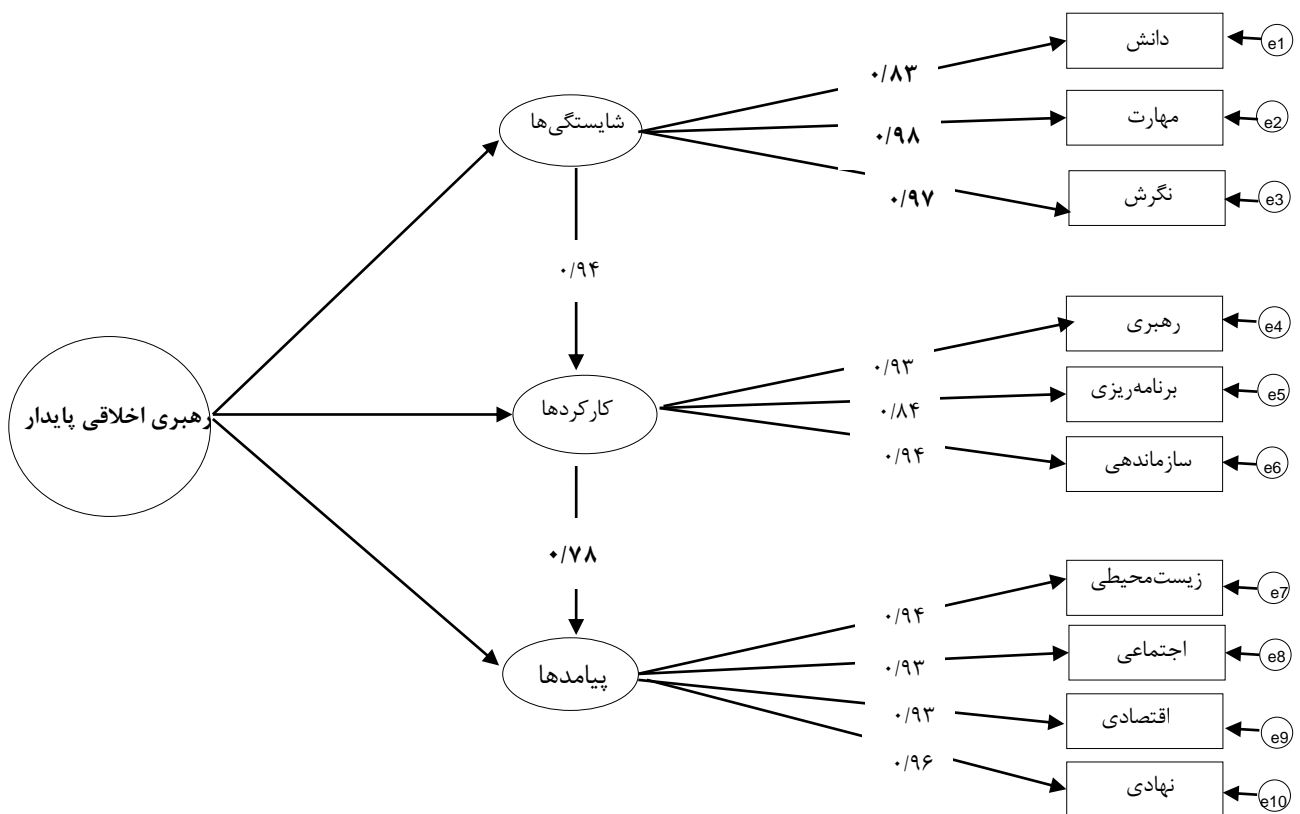 رهبری اخلاقی پایدار
شایستگی‌ها
۰/۹۴
کارکردها
۰/۷۸
پیامدها
۰/۸۳
۰/۹۸
۰/۹۷
دانش
e1
مهارت
e2
نگرش
e3
۰/۹۳
۰/۸۴
۰/۹۴
رهبری
e4
برنامه‌ریزی
e5
سازماندهی
e6
۰/۹۴
۰/۹۳
۰/۹۳
۰/۹۶
زیست‌محیطی
e7
اجتماعی
e8
اقتصادی
e9
نهادی
e10